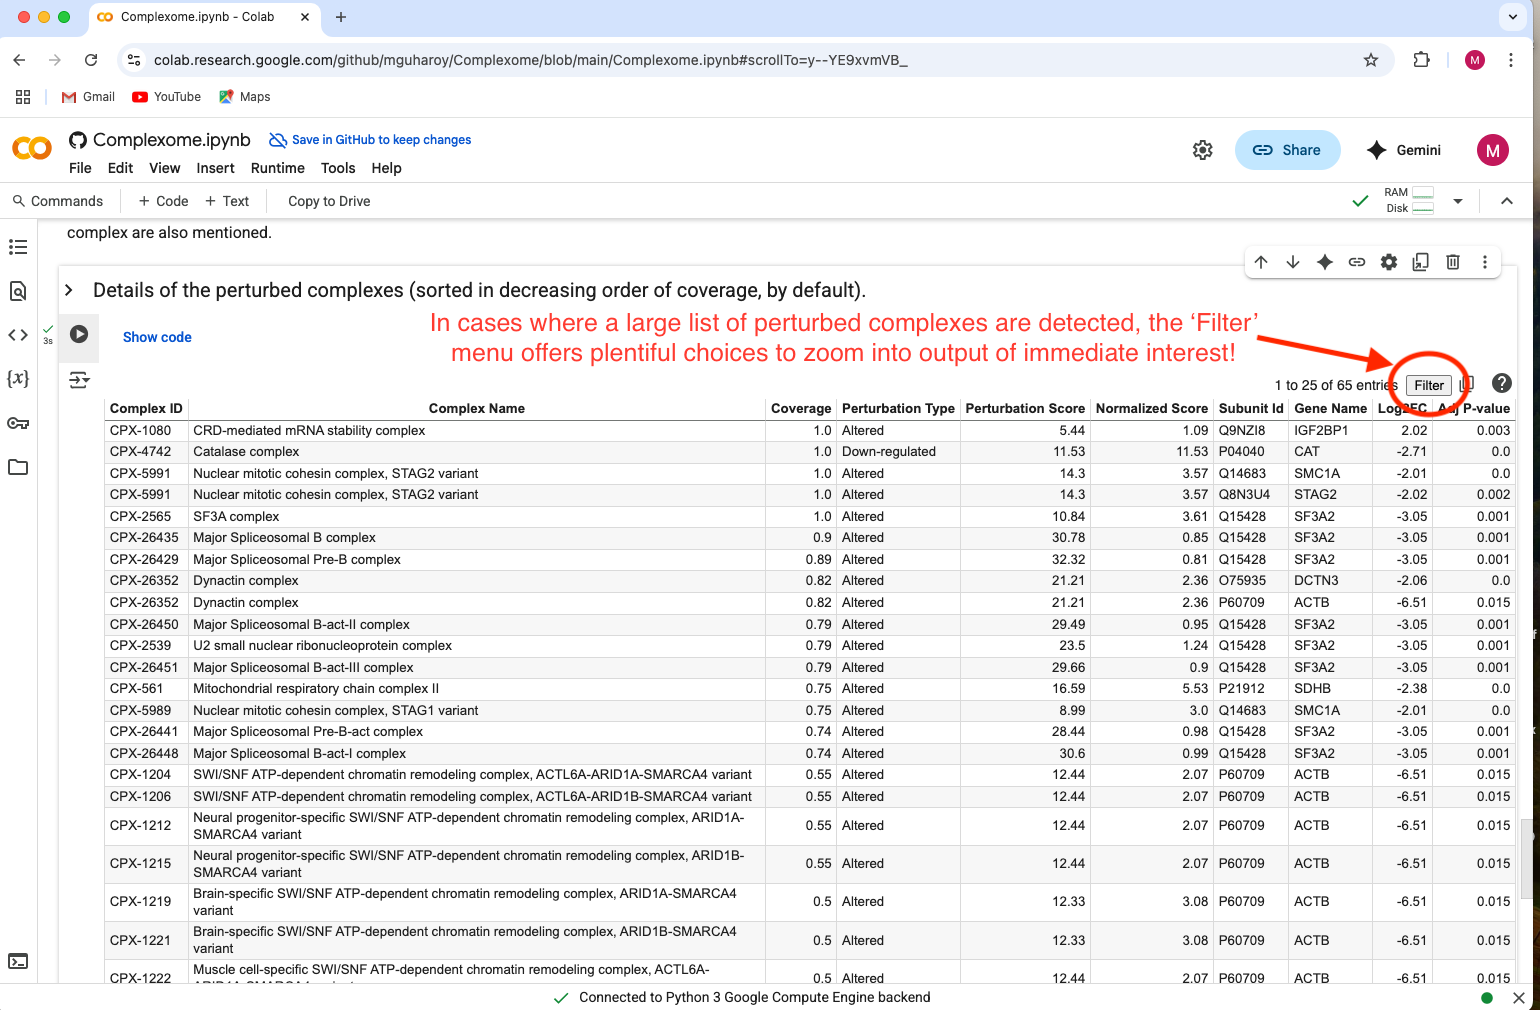 Complexome.ipynb - Colab
colab.research.google.com/github/mguharoy/Complexome/blob/main/Complexome.ipynb#scrollTo=y--YE9xvmVB_
M
Gmail YouTube Maps
Complexome.ipynb Save in GitHub to keep changes
Share Gemini M
File Edit View Insert Runtime Tools Help
Commands + Code + Text Copy to Drive
RAM
Disk
complex are also mentioned.
Details of the perturbed complexes (sorted in decreasing order of coverage, by default).
3s
Show code
In cases where a large list of perturbed complexes are detected, the ‘Filter’
menu offers plentiful choices to zoom into output of immediate interest!
{x}
1 to 25 of 65 entries Filter
Complex ID Complex Name Coverage Perturbation Type Perturbation Score Normalized Score Subunit Id Gene Name Log2FC Adj P-value
CPX-1080 CRD-mediated mRNA stability complex 1.0 Altered 5.44 1.09 Q9NZI8 IGF2BP1 2.02 0.003
CPX-4742 Catalase complex 1.0 Down-regulated 11.53 11.53 P04040 CAT -2.71 0.0
CPX-5991 Nuclear mitotic cohesin complex, STAG2 variant 1.0 Altered 14.3 3.57 Q14683 SMC1A -2.01 0.0
CPX-5991 Nuclear mitotic cohesin complex, STAG2 variant 1.0 Altered 14.3 3.57 Q8N3U4 STAG2 -2.02 0.002
CPX-2565 SF3A complex 1.0 Altered 10.84 3.61 Q15428 SF3A2 -3.05 0.001
CPX-26435 Major Spliceosomal B complex 0.9 Altered 30.78 0.85 Q15428 SF3A2 -3.05 0.001
CPX-26429 Major Spliceosomal Pre-B complex 0.89 Altered 32.32 0.81 Q15428 SF3A2 -3.05 0.001
CPX-26352 Dynactin complex 0.82 Altered 21.21 2.36 O75935 DCTN3 -2.06 0.0
CPX-26352 Dynactin complex 0.82 Altered 21.21 2.36 P60709 ACTB -6.51 0.015
CPX-26450 Major Spliceosomal B-act-II complex 0.79 Altered 29.49 0.95 Q15428 SF3A2 -3.05 0.001
CPX-2539 U2 small nuclear ribonucleoprotein complex 0.79 Altered 23.5 1.24 Q15428 SF3A2 -3.05 0.001
CPX-26451 Major Spliceosomal B-act-III complex 0.79 Altered 29.66 0.9 Q15428 SF3A2 -3.05 0.001
CPX-561 Mitochondrial respiratory chain complex II 0.75 Altered 16.59 5.53 P21912 SDHB -2.38 0.0
CPX-5989 Nuclear mitotic cohesin complex, STAG1 variant 0.75 Altered 8.99 3.0 Q14683 SMC1A -2.01 0.0
CPX-26441 Major Spliceosomal Pre-B-act complex 0.74 Altered 28.44 0.98 Q15428 SF3A2 -3.05 0.001
CPX-26448 Major Spliceosomal B-act-I complex 0.74 Altered 30.6 0.99 Q15428 SF3A2 -3.05 0.001
CPX-1204 SWI/SNF ATP-dependent chromatin remodeling complex, ACTL6A-ARID1A-SMARCA4 variant 0.55 Altered 12.44 2.07 P60709 ACTB -6.51 0.015
CPX-1206 SWI/SNF ATP-dependent chromatin remodeling complex, ACTL6A-ARID1B-SMARCA4 variant 0.55 Altered 12.44 2.07 P60709 ACTB -6.51 0.015
CPX-1212 Neural progenitor-specific SWI/SNF ATP-dependent chromatin remodeling complex, ARID1A-
SMARCA4 variant 0.55 Altered 12.44 2.07 P60709 ACTB -6.51 0.015
CPX-1215 Neural progenitor-specific SWI/SNF ATP-dependent chromatin remodeling complex, ARID1B-
SMARCA4 variant 0.55 Altered 12.44 2.07 P60709 ACTB -6.51 0.015
CPX-1219 Brain-specific SWI/SNF ATP-dependent chromatin remodeling complex, ARID1A-SMARCA4
variant 0.5 Altered 12.33 3.08 P60709 ACTB -6.51 0.015
CPX-1221 Brain-specific SWI/SNF ATP-dependent chromatin remodeling complex, ARID1B-SMARCA4
variant 0.5 Altered 12.33 3.08 P60709 ACTB -6.51 0.015
CPX-1222 Muscle cell-specific SWI/SNF ATP-dependent chromatin remodeling complex, ACTL6A-
0.5 Altered 12.44 2.07 P60709 ACTB -6.51 0.015
Connected to Python 3 Google Compute Engine backend